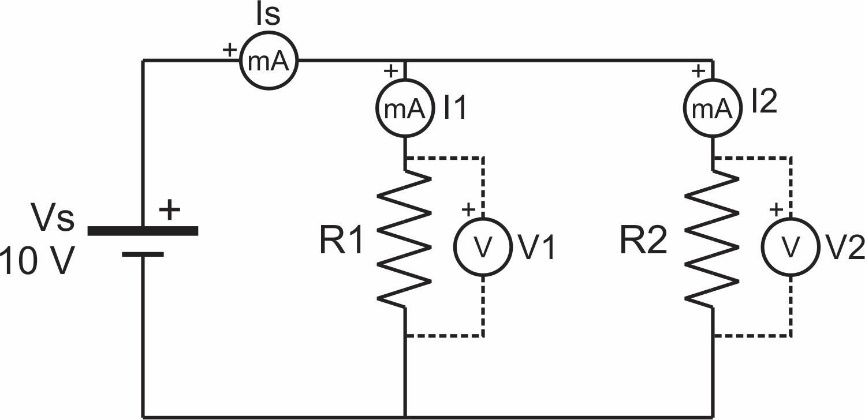 Is
+ mA
+ +
mA I1
mA I2
Vs +
10 V
R1 + V V1
R2 + V V2